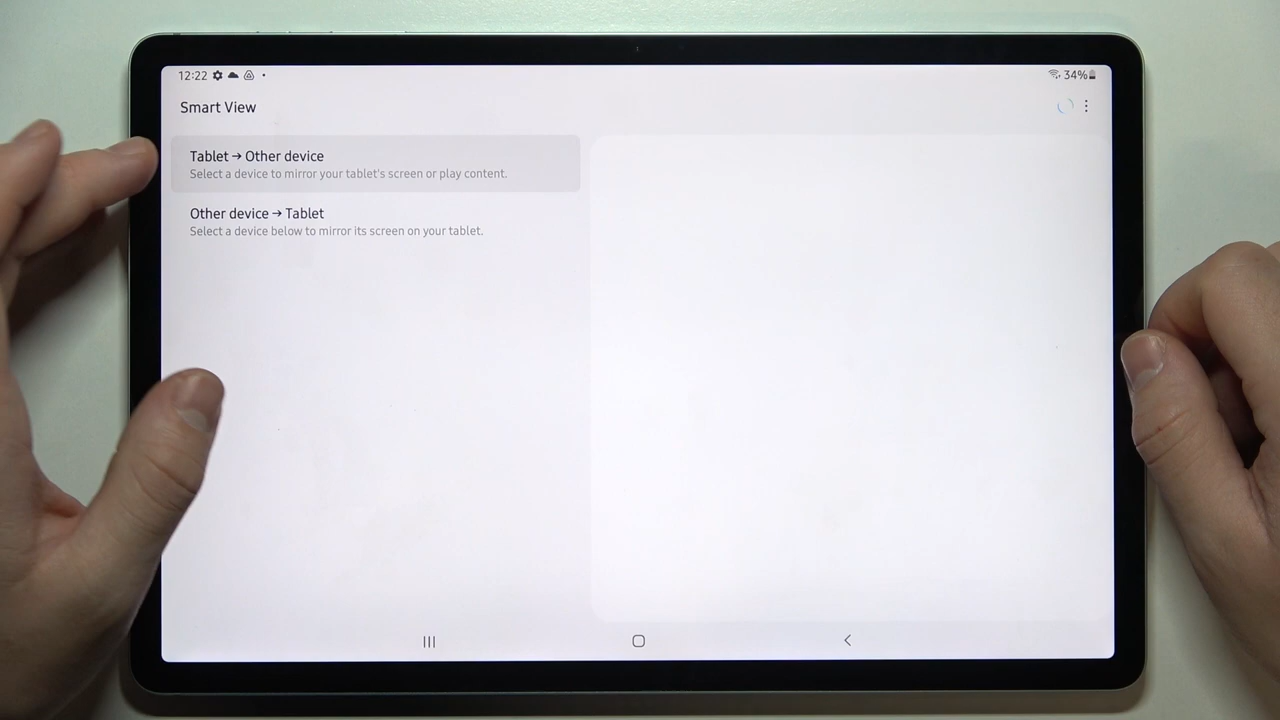 12:22
34%
Smart View
Tablet → Other device
Select a device to mirror your tablet's screen or play content.
Other device → Tablet
Select a device below to mirror its screen on your tablet.